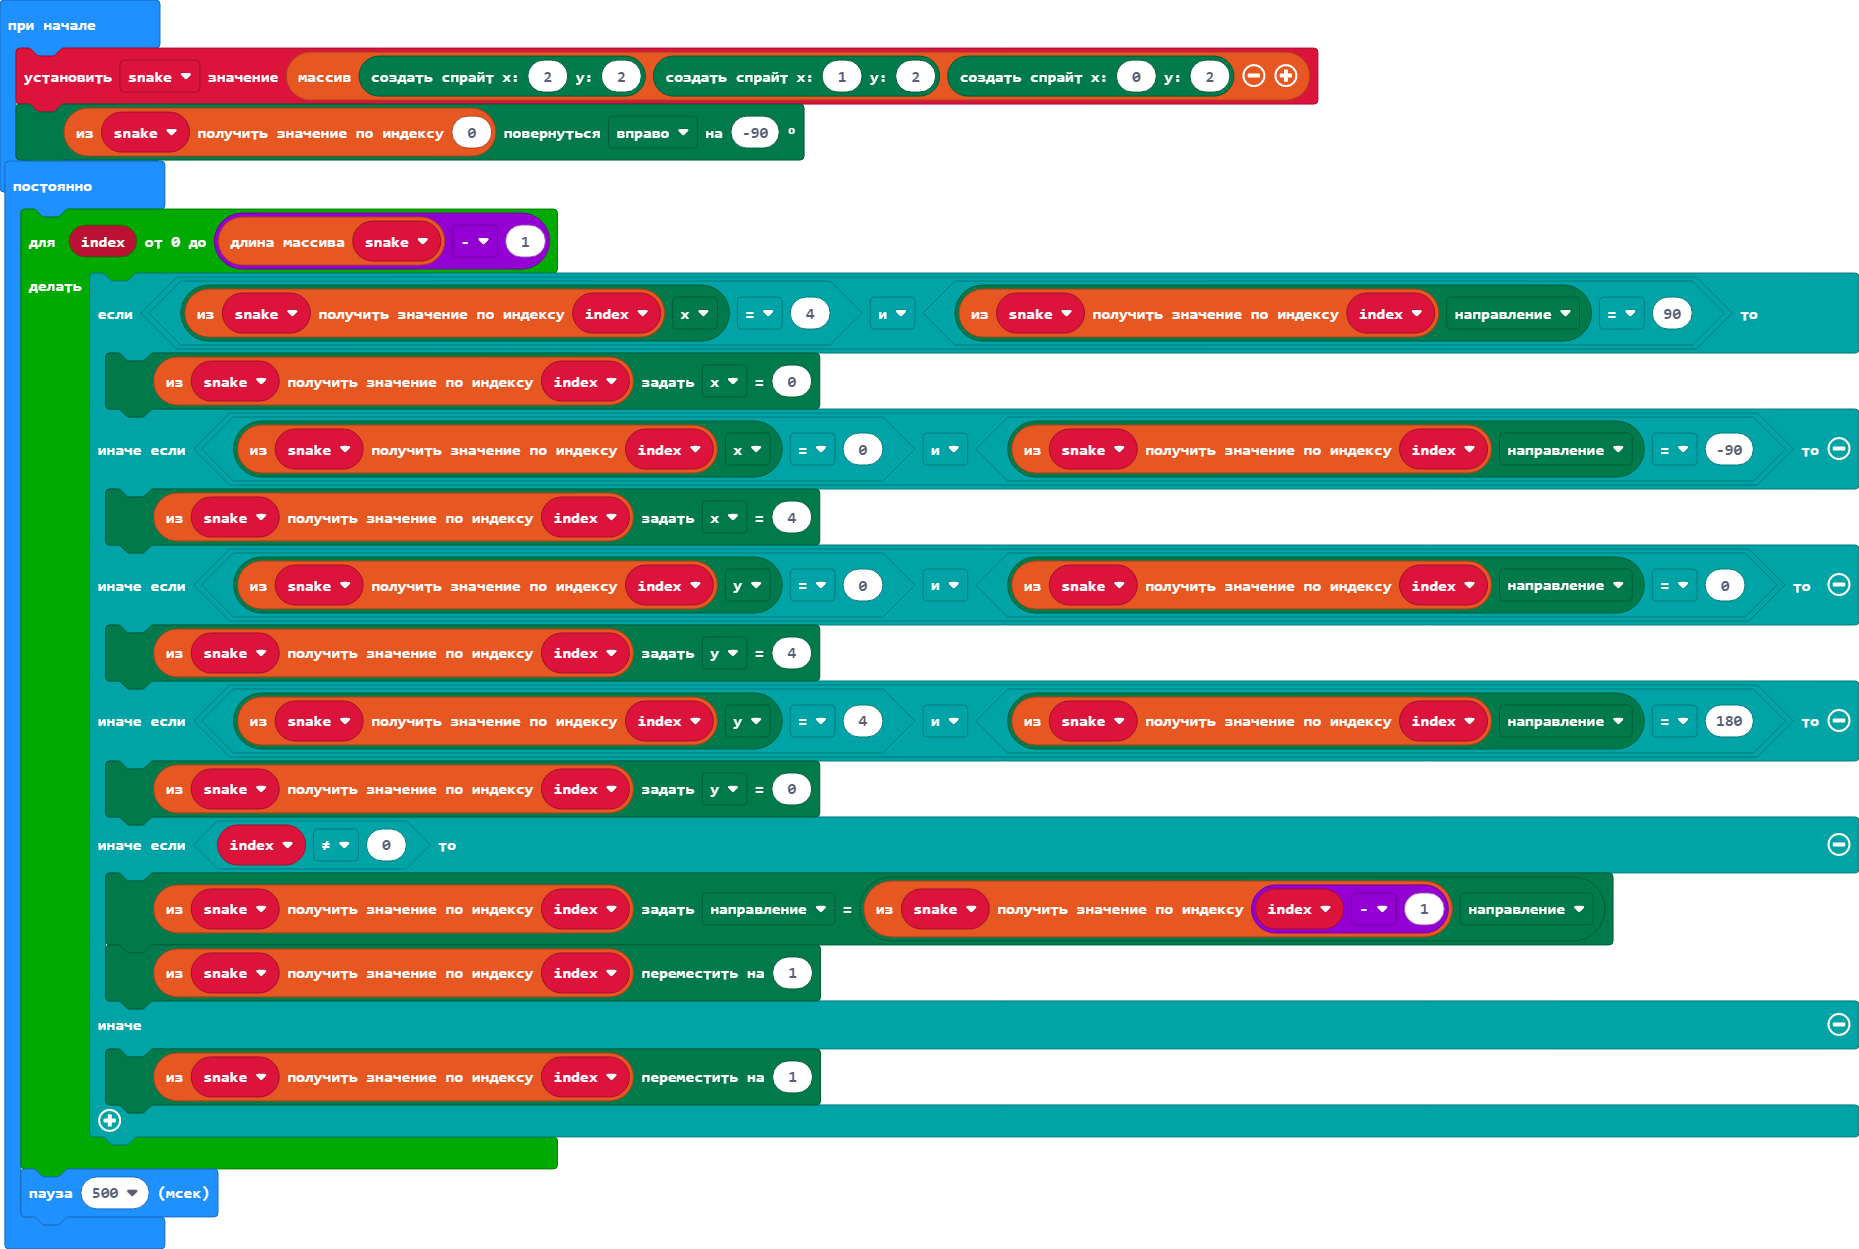 при начале
установить snake значение массив создать спрайт x: 2 y: 2 создать спрайт x: 1 y: 2 создать спрайт x: 0 y: 2
из snake получить значение по индексу 0 повернуться вправо на -90 °
постоянно
для index от 0 до длина массива snake - 1
делать
если из snake получить значение по индексу index x = 4 и из snake получить значение по индексу index направление = 90 то
из snake получить значение по индексу index задать x = 0
иначе если из snake получить значение по индексу index x = 0 и из snake получить значение по индексу index направление = -90 то
из snake получить значение по индексу index задать x = 4
иначе если из snake получить значение по индексу index y = 0 и из snake получить значение по индексу index направление = 0 то
из snake получить значение по индексу index задать y = 4
иначе если из snake получить значение по индексу index y = 4 и из snake получить значение по индексу index направление = 180 то
из snake получить значение по индексу index задать y = 0
иначе если index ≠ 0 то
из snake получить значение по индексу index задать направление = из snake получить значение по индексу index - 1 направление
из snake получить значение по индексу index переместить на 1
иначе
из snake получить значение по индексу index переместить на 1
пауза 500 (мсек)